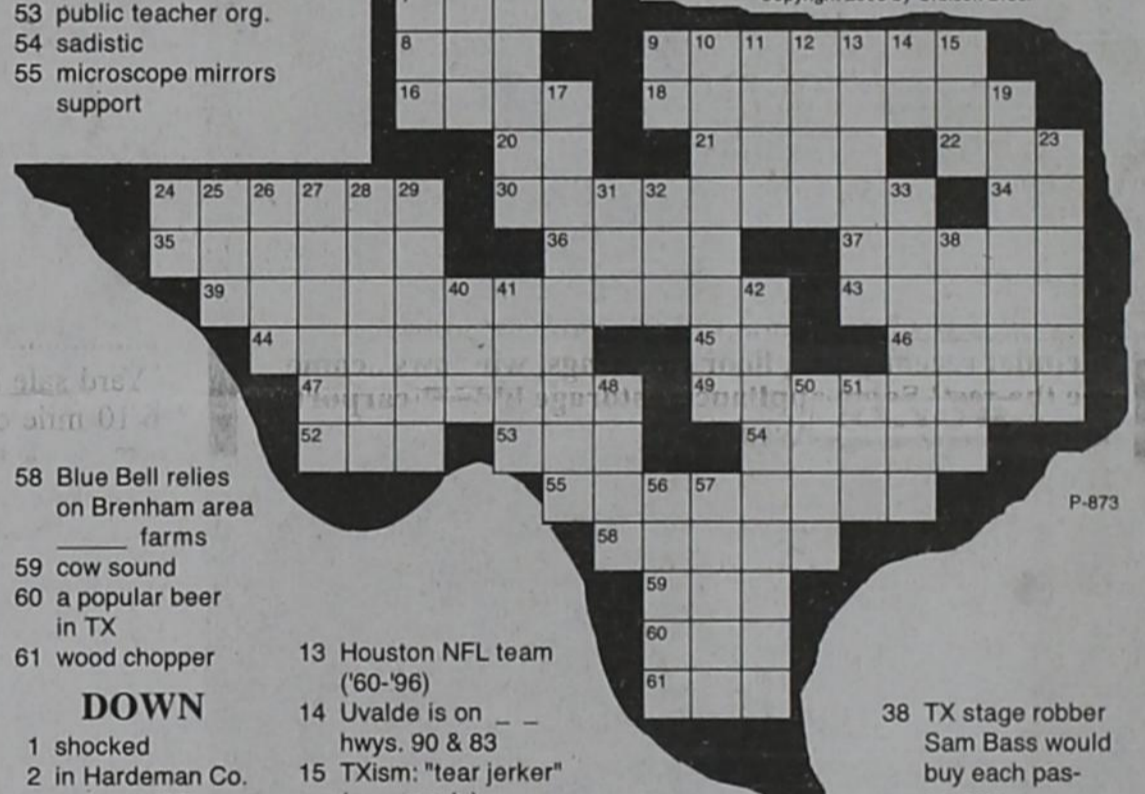 53 public teacher org.
54 sadistic
55 microscope mirrors
support
8
9 10 11 12 13 14 15
16 17 18 19
20 21 22 23
24 25 26 27 28 29 30 31 32 33 34
35 36 37 38
39 40 41 42 43
44 45 46
47 48 49 50 51
52 53 54
55 56 57
58
59
60
61
P-873
58 Blue Bell relies
on Brenham area
_____ farms
59 cow sound
60 a popular beer
in TX
61 wood chopper
DOWN
1 shocked
2 in Hardeman Co.
13 Houston NFL team
('60-'96)
14 Uvalde is on _ _
hwys. 90 & 83
15 TXism: "tear jerker"
38 TX stage robber
Sam Bass would
buy each pas-